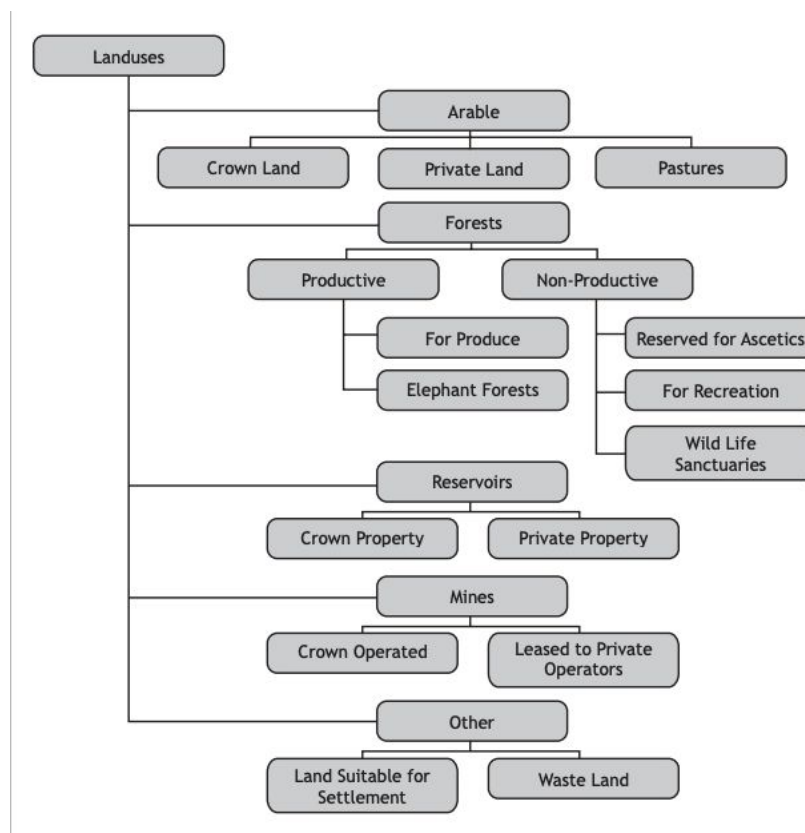 Landuses
Arable
Crown Land
Private Land
Pastures
Forests
Productive
Non-Productive
For Produce
Reserved for Ascetics
Elephant Forests
For Recreation
Wild Life
Sanctuaries
Reservoirs
Crown Property
Private Property
Mines
Crown Operated
Leased to Private
Operators
Other
Land Suitable for
Settlement
Waste Land